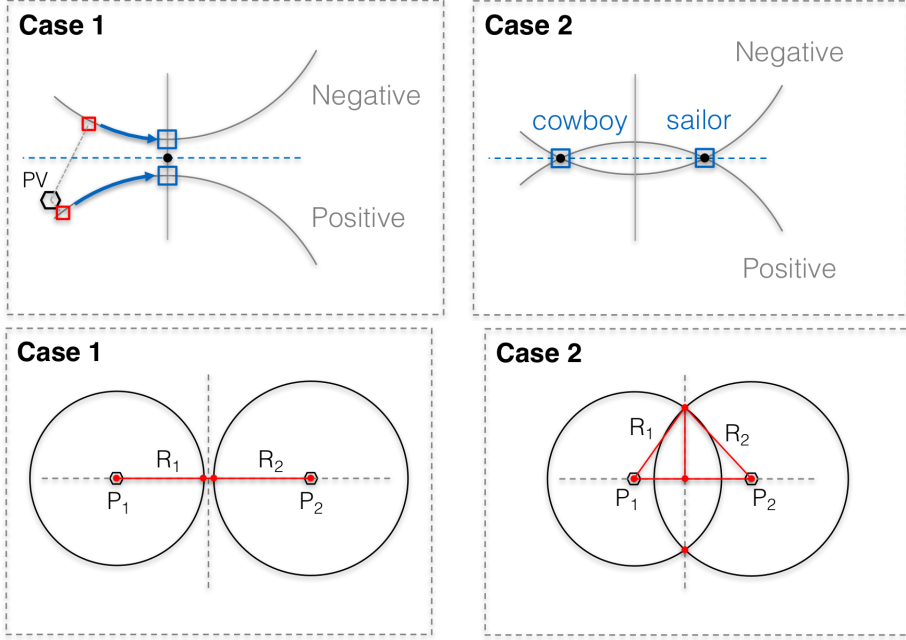 Case 1
Negative
PV
Positive
Case 2
Negative
cowboy sailor
Positive
Case 1
R₁ R₂
P₁ P₂
Case 2
R₁ R₂
P₁ P₂